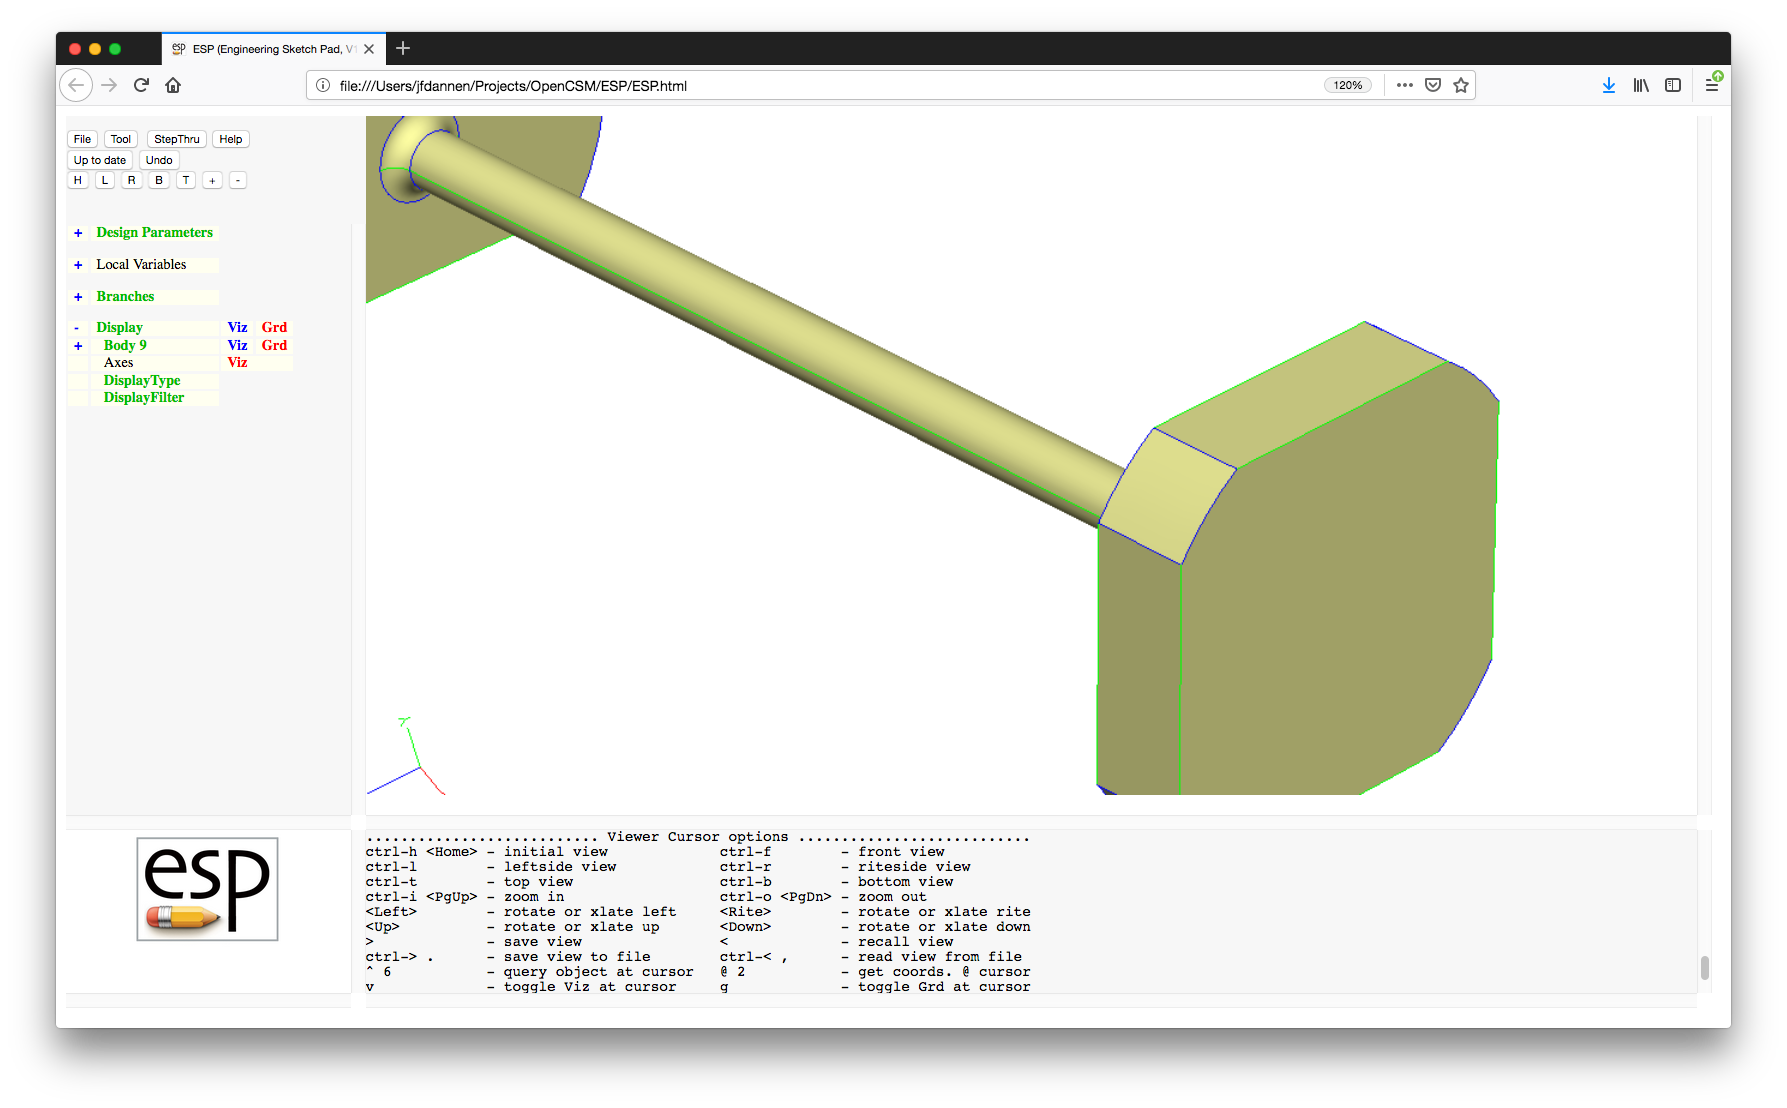 esp ESP (Engineering Sketch Pad, V1
file:///Users/jfdannen/Projects/OpenCSM/ESP/ESP.html 120%
File Tool StepThru Help
Up to date Undo
H L R B T + -
+ Design Parameters
+ Local Variables
+ Branches
- Display Viz Grd
+ Body 9 Viz Grd
Axes Viz
DisplayType
DisplayFilter
Y
esp
........................... Viewer Cursor options ...........................
ctrl-h <Home> - initial view ctrl-f - front view
ctrl-l - leftside view ctrl-r - riteside view
ctrl-t - top view ctrl-b - bottom view
ctrl-i <PgUp> - zoom in ctrl-o <PgDn> - zoom out
<Left> - rotate or xlate left <Rite> - rotate or xlate rite
<Up> - rotate or xlate up <Down> - rotate or xlate down
> - save view < - recall view
ctrl-> . - save view to file ctrl-< , - read view from file
^ 6 - query object at cursor @ 2 - get coords. @ cursor
v - toggle Viz at cursor g - toggle Grd at cursor